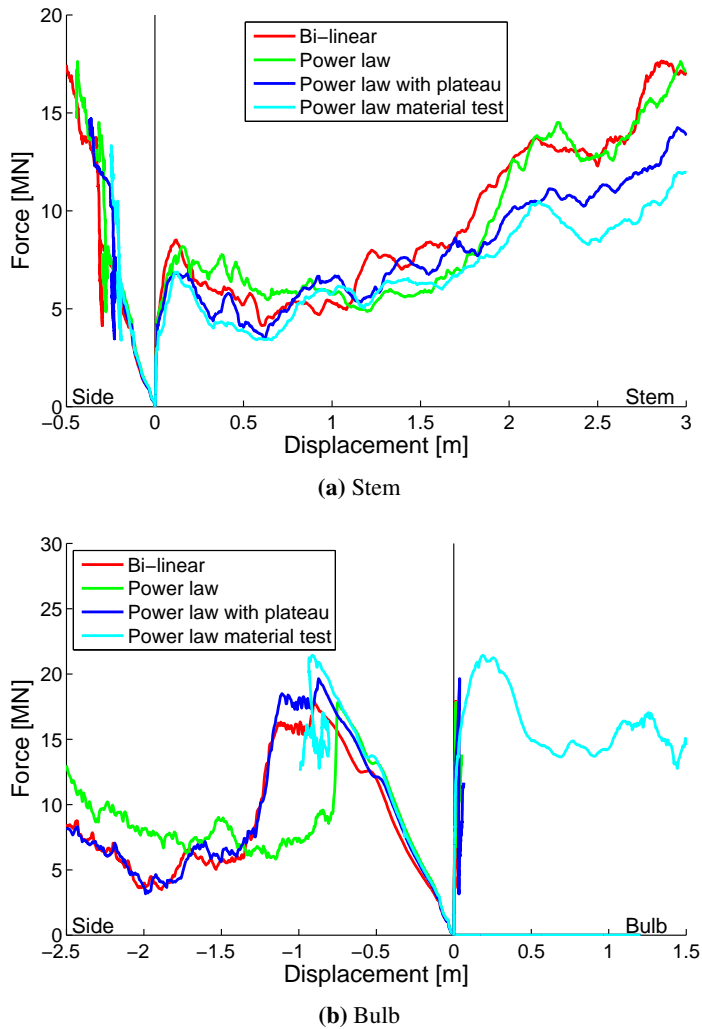 20
15
10
5
0
Force [MN]
Bi−linear
Power law
Power law with plateau
Power law material test
Side
Stem
−0.5 0 0.5 1 1.5 2 2.5 3
Displacement [m]
(a) Stem
30
25
20
15
10
5
0
Force [MN]
Bi−linear
Power law
Power law with plateau
Power law material test
Side
Bulb
−2.5 −2 −1.5 −1 −0.5 0 0.5 1 1.5
Displacement [m]
(b) Bulb